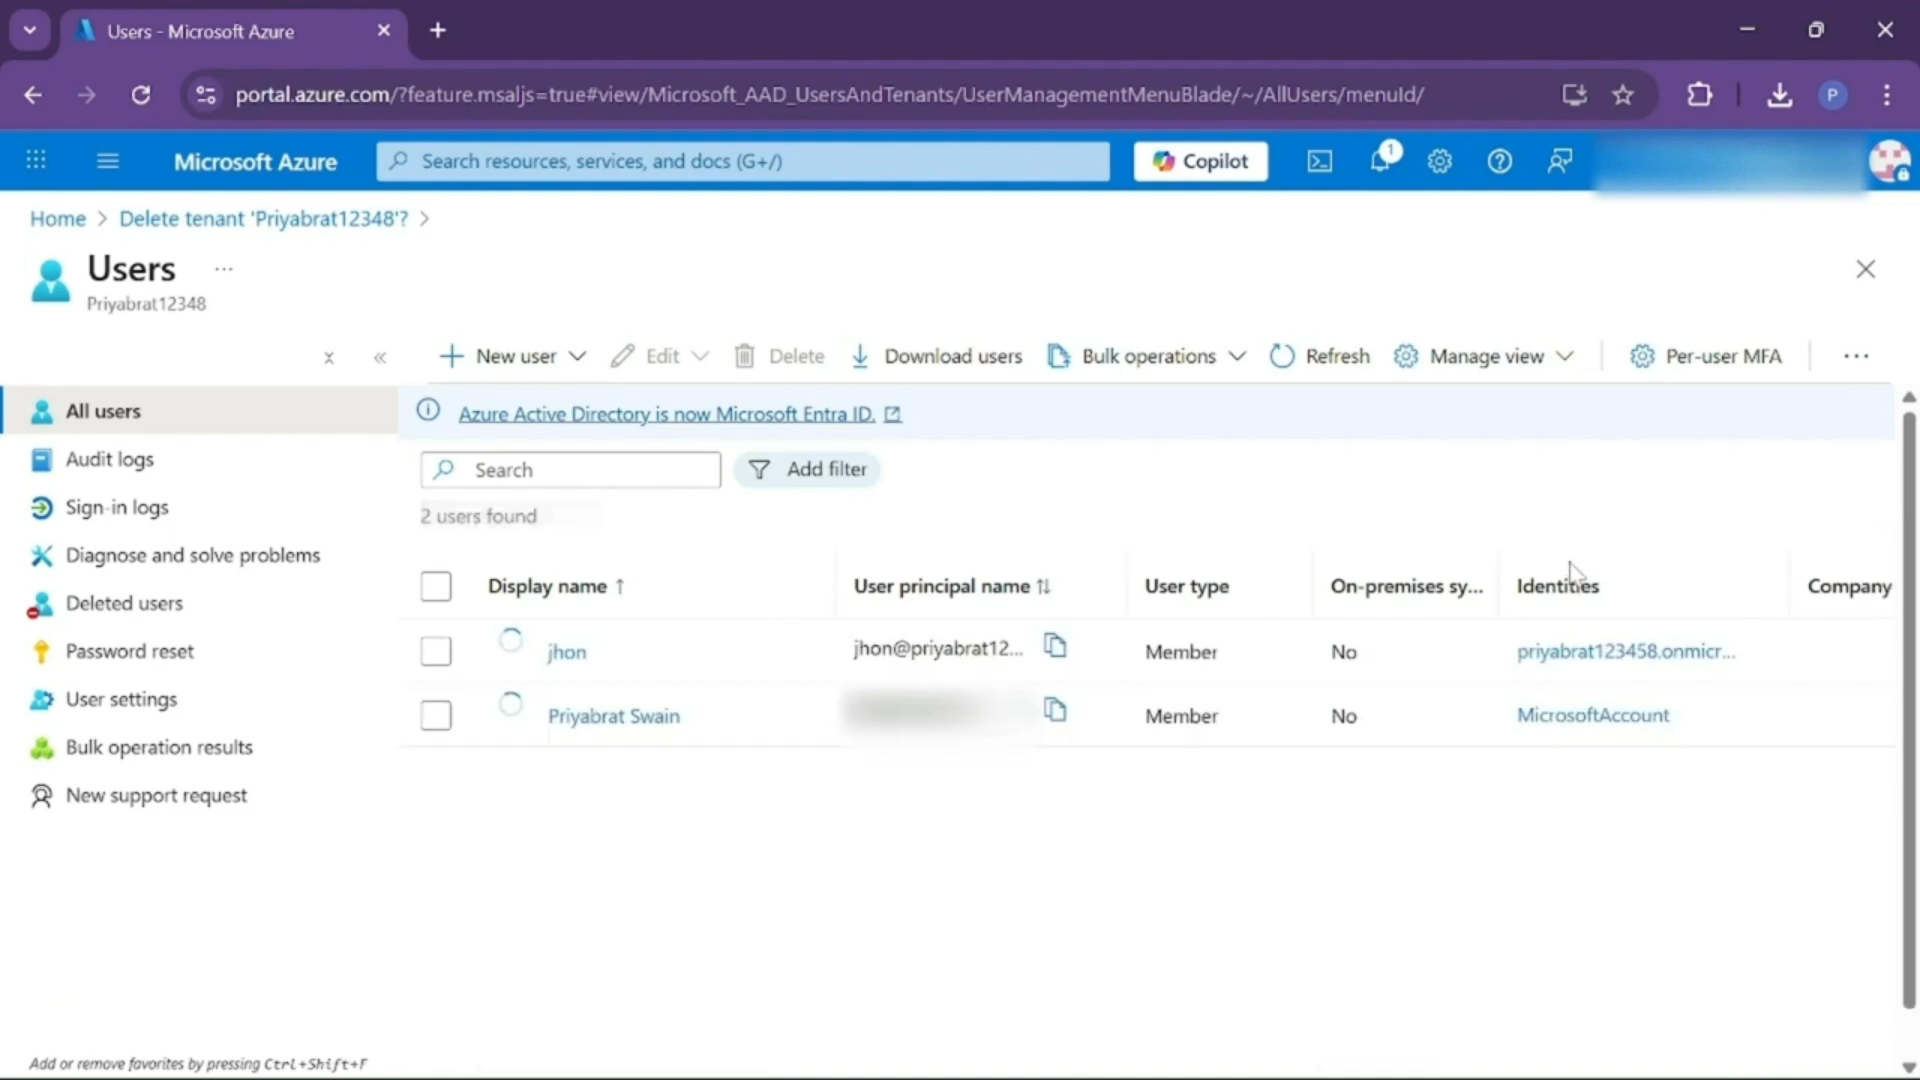 Users - Microsoft Azure
portal.azure.com/?feature.msaljs=true#view/Microsoft_AAD_UsersAndTenants/UserManagementMenuBlade/~/AllUsers/menuId/
P
Microsoft Azure
Search resources, services, and docs (G+/)
Copilot
1
Home > Delete tenant 'Priyabrat12348'? >
Users ...
Priyabrat12348
New user
Edit
Delete
Download users
Bulk operations
Refresh
Manage view
Per-user MFA
All users
Audit logs
Sign-in logs
Diagnose and solve problems
Deleted users
Password reset
User settings
Bulk operation results
New support request
Azure Active Directory is now Microsoft Entra ID.
Search
Add filter
2 users found
Display name ↑ User principal name ↑↓ User type On-premises sy... Identities Company
jhon jhon@priyabrat12... Member No priyabrat123458.onmicr...
Priyabrat Swain Member No MicrosoftAccount
Add or remove favorites by pressing Ctrl+Shift+F